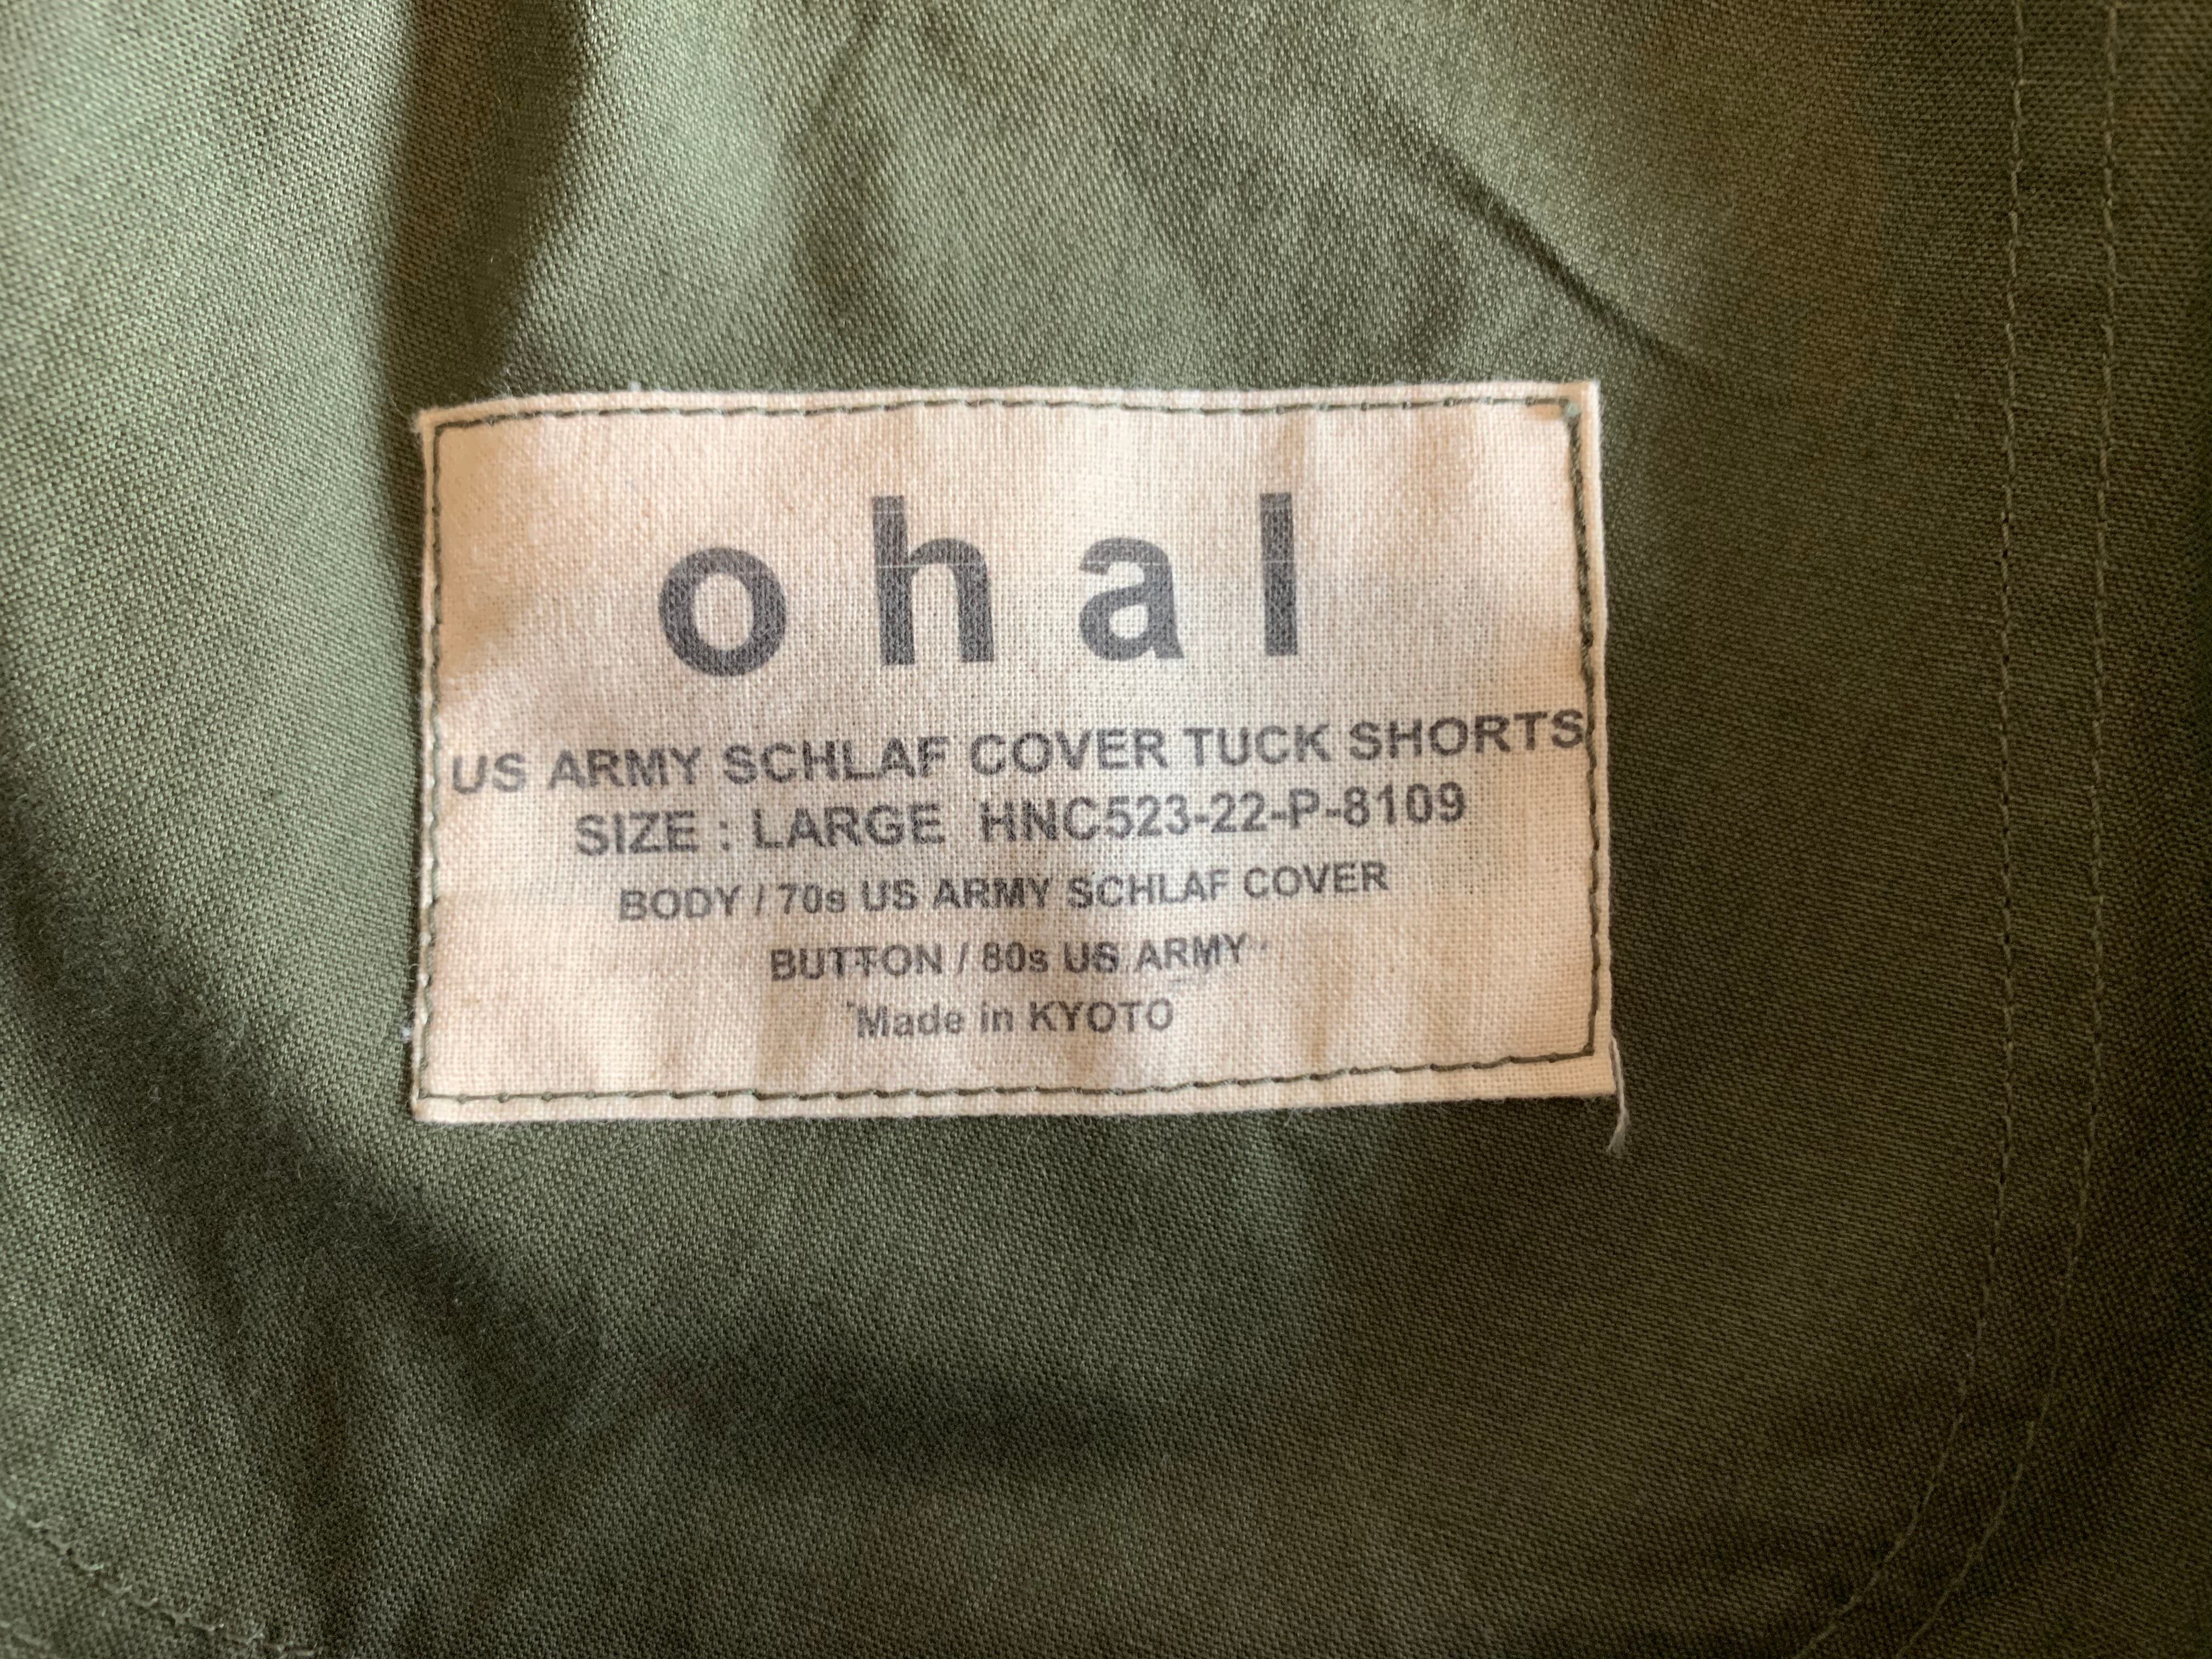 ohal
US ARMY SCHLAF COVER TUCK SHORTS
SIZE : LARGE HNC523-22-P-8109
BODY / 70s US ARMY SCHLAF COVER
BUTTON / 80s US ARMY
Made in KYOTO